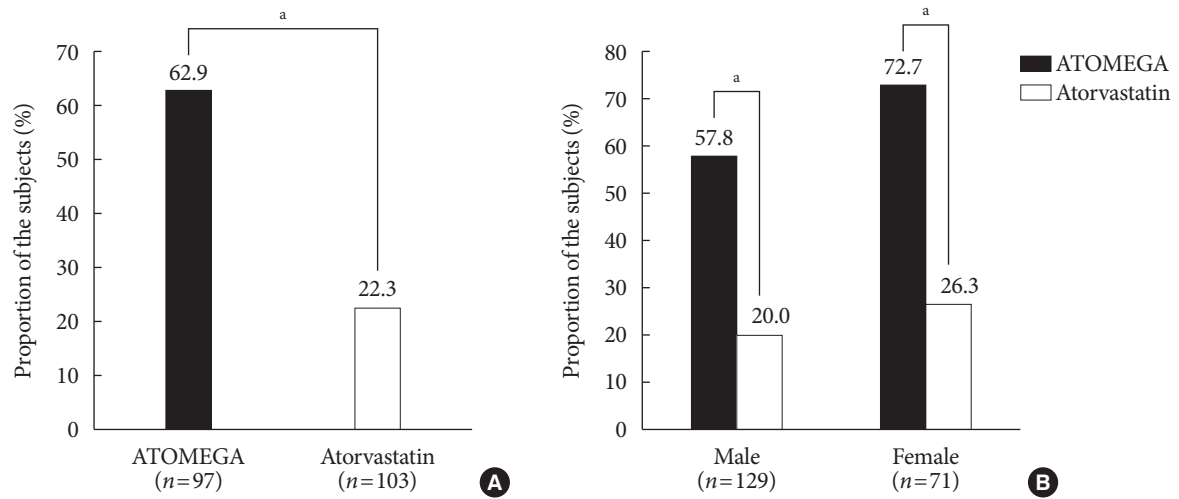 a
Proportion of the subjects (%)
70
60
50
40
30
20
10
0
62.9
22.3
ATOMEGA
(n=97)
Atorvastatin
(n=103)
A
a
a
Proportion of the subjects (%)
80
70
60
50
40
30
20
10
0
57.8
20.0
72.7
26.3
Male
(n=129)
Female
(n=71)
B
ATOMEGA
Atorvastatin